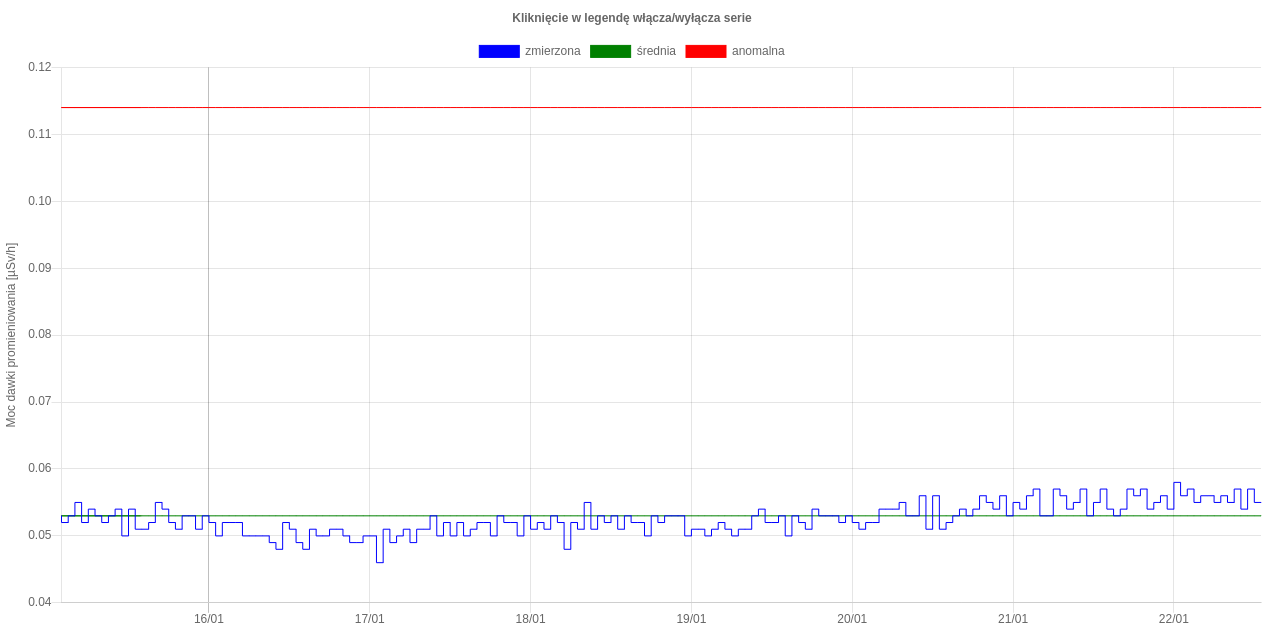 Kliknięcie w legendę włącza/wyłącza serie
zmierzona średnia anomalna
Moc dawki promieniowania [µSv/h]
0.12
0.11
0.10
0.09
0.08
0.07
0.06
0.05
0.04
16/01 17/01 18/01 19/01 20/01 21/01 22/01